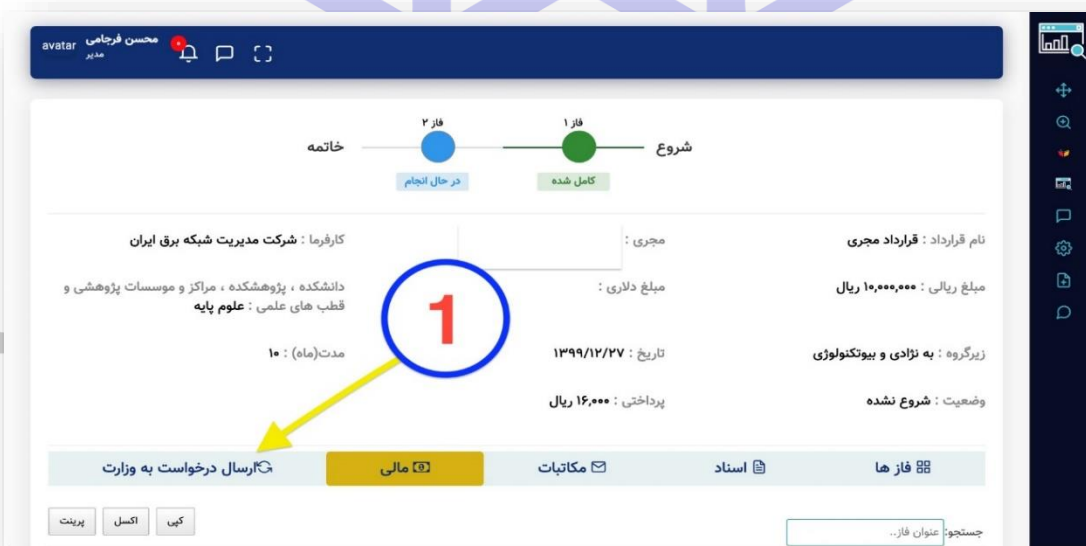 محسن فرجامی
مدیر
avatar
فاز ۱
فاز ۲
شروع
خاتمه
کامل شده
در حال انجام
نام قرارداد : قرارداد مجری
مجری :
کارفرما : شرکت مدیریت شبکه برق ایران
مبلغ ریالی : ۱۰,۰۰۰,۰۰۰ ریال
مبلغ دلاری :
دانشکده ، پژوهشکده ، مراکز و موسسات پژوهشی و
قطب های علمی : علوم پایه
1
زیرگروه : به نژادی و بیوتکنولوژی
تاریخ : ۱۳۹۹/۱۲/۲۷
مدت(ماه) : ۱۰
وضعیت : شروع نشده
پرداختی : ۱۶,۰۰۰ ریال
فاز ها
اسناد
مکاتبات
مالی
ارسال درخواست به وزارت
جستجو:
عنوان فاز..
کپی
اکسل
پرینت